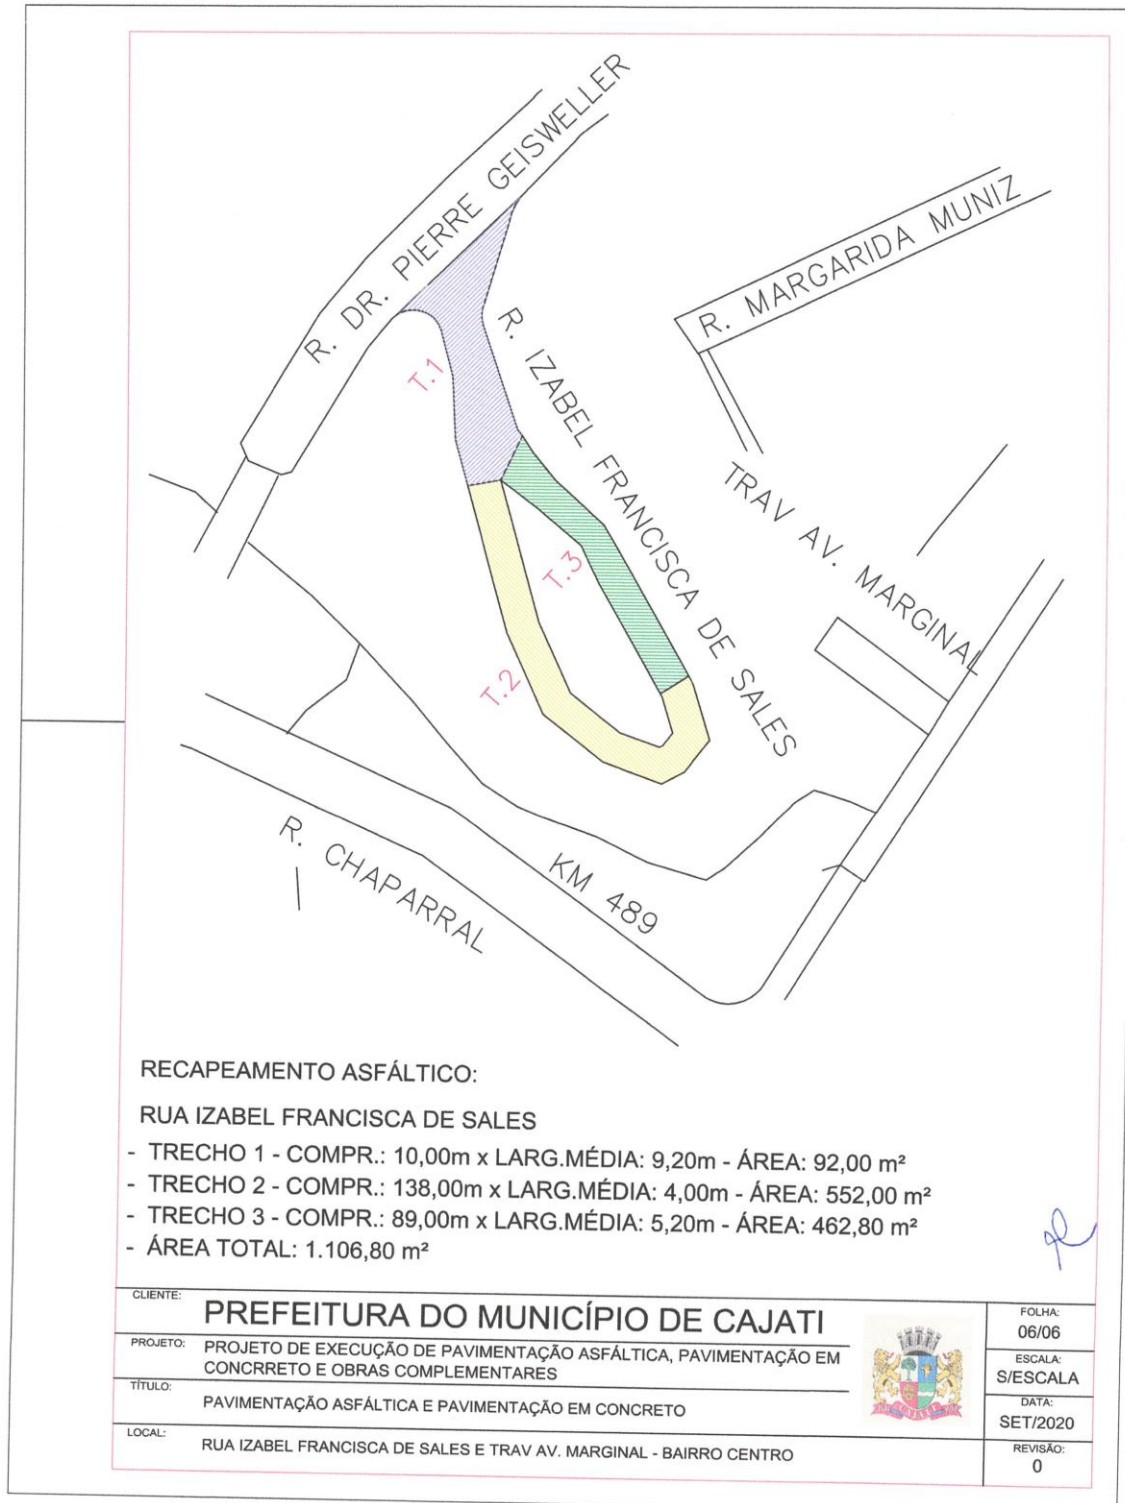 R. DR. PIERRE GEISWELLER
R. MARGARIDA MUNIZ
T.1
R. IZABEL FRANCISCA DE SALES
TRAV AV. MARGINAL
T.3
T.2
R. CHAPARRAL
KM 489
RECAPEAMENTO ASFÁLTICO:
RUA IZABEL FRANCISCA DE SALES
- TRECHO 1 - COMPR.: 10,00m x LARG.MÉDIA: 9,20m - ÁREA: 92,00 m²
- TRECHO 2 - COMPR.: 138,00m x LARG.MÉDIA: 4,00m - ÁREA: 552,00 m²
- TRECHO 3 - COMPR.: 89,00m x LARG.MÉDIA: 5,20m - ÁREA: 462,80 m²
- ÁREA TOTAL: 1.106,80 m²
CLIENTE:
PREFEITURA DO MUNICÍPIO DE CAJATI
PROJETO:
PROJETO DE EXECUÇÃO DE PAVIMENTAÇÃO ASFÁLTICA, PAVIMENTAÇÃO EM
CONCRRETO E OBRAS COMPLEMENTARES
TÍTULO:
PAVIMENTAÇÃO ASFÁLTICA E PAVIMENTAÇÃO EM CONCRETO
LOCAL:
RUA IZABEL FRANCISCA DE SALES E TRAV AV. MARGINAL - BAIRRO CENTRO
CAJATI
FOLHA:
06/06
ESCALA:
S/ESCALA
DATA:
SET/2020
REVISÃO:
0